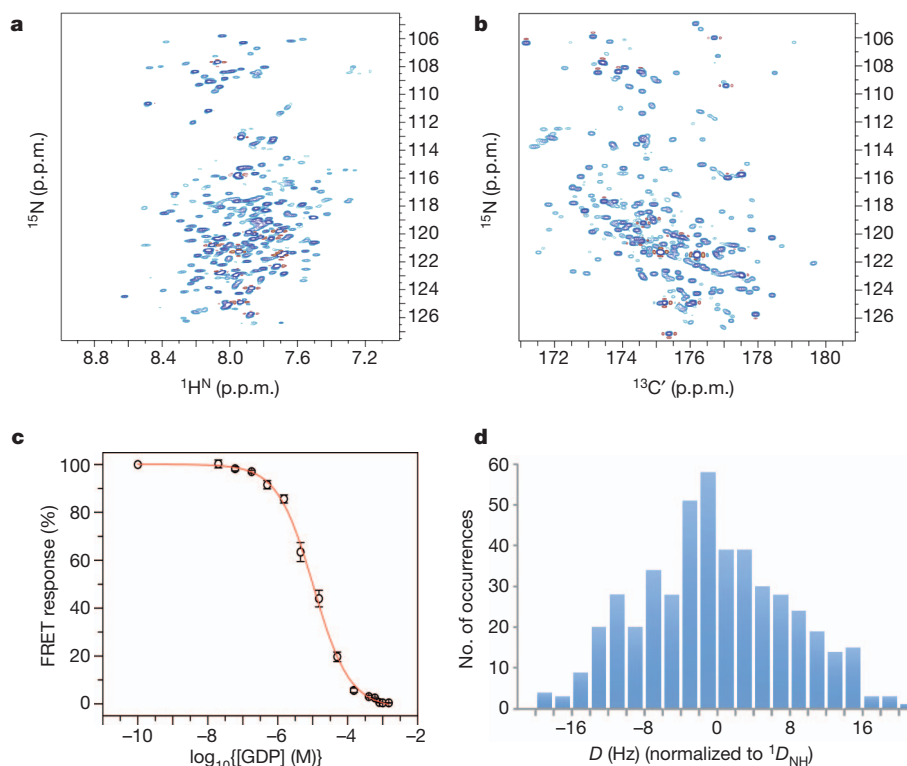 a
106
108
110
112
114
116
118
120
122
124
126
¹⁵N (p.p.m.)
8.8 8.4 8.0 7.6 7.2
¹Hᴺ (p.p.m.)
b
106
108
110
112
114
116
118
120
122
124
126
¹⁵N (p.p.m.)
172 174 176 178 180
¹³C′ (p.p.m.)
c
100
80
60
40
20
0
FRET response (%)
−10 −8 −6 −4 −2
log₁₀{[GDP] (M)}
d
60
50
40
30
20
10
0
No. of occurrences
−16 −8 0 8 16
D (Hz) (normalized to ¹D_NH)